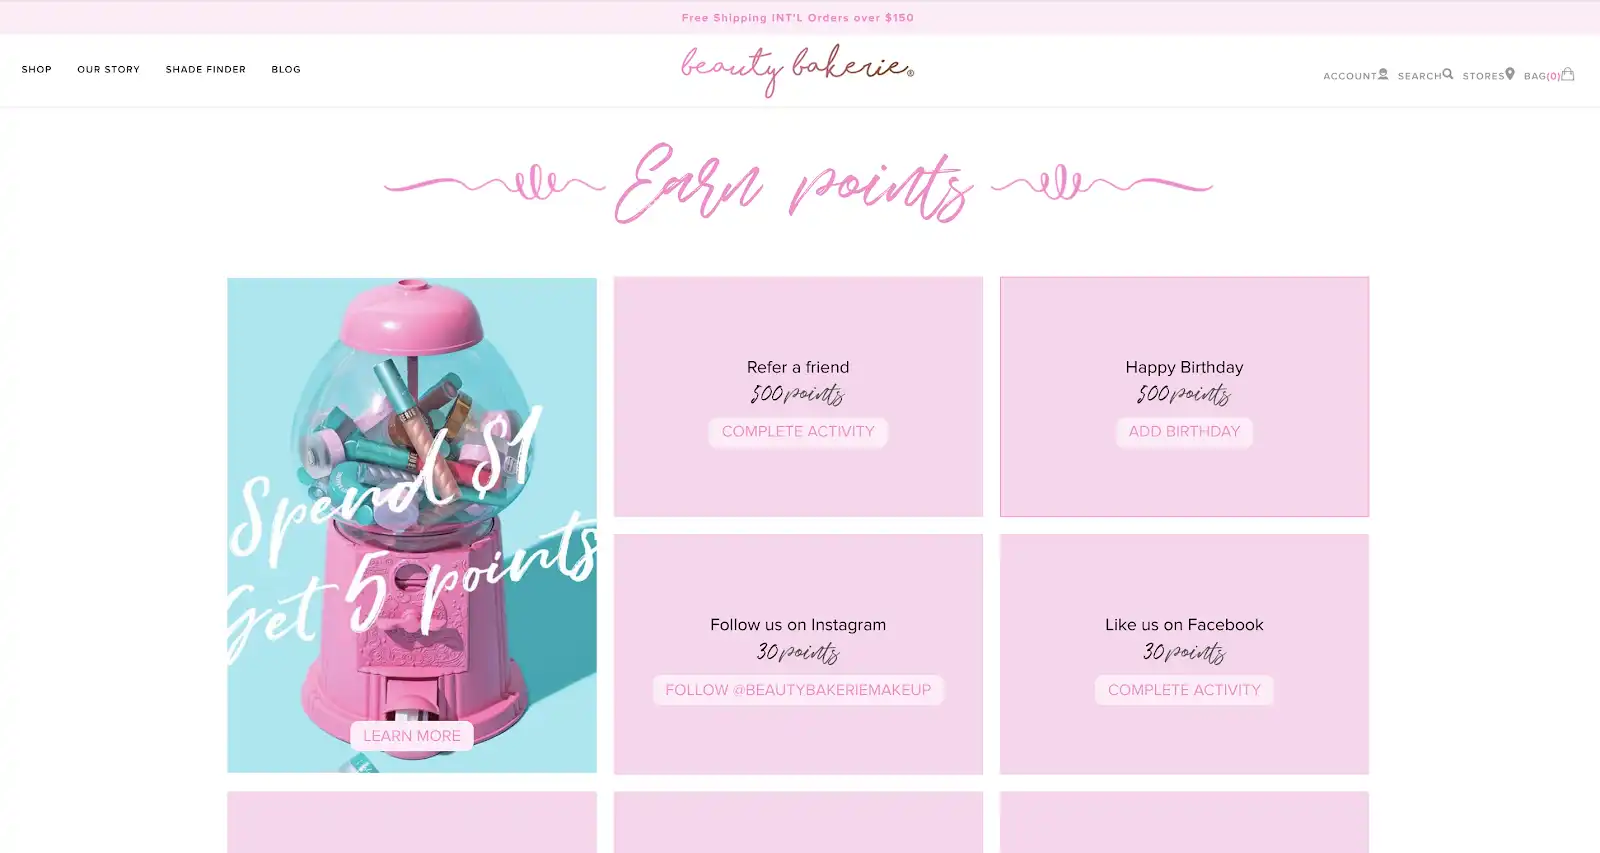 Free Shipping INT'L Orders over $150
SHOP
OUR STORY
SHADE FINDER
BLOG
beauty bakerie®
ACCOUNT
SEARCH
STORES
BAG(0)
Earn points
Spend $1
Get 5 points
LEARN MORE
Refer a friend
500 points
COMPLETE ACTIVITY
Happy Birthday
500 points
ADD BIRTHDAY
Follow us on Instagram
30 points
FOLLOW @BEAUTYBAKERIEMAKEUP
Like us on Facebook
30 points
COMPLETE ACTIVITY